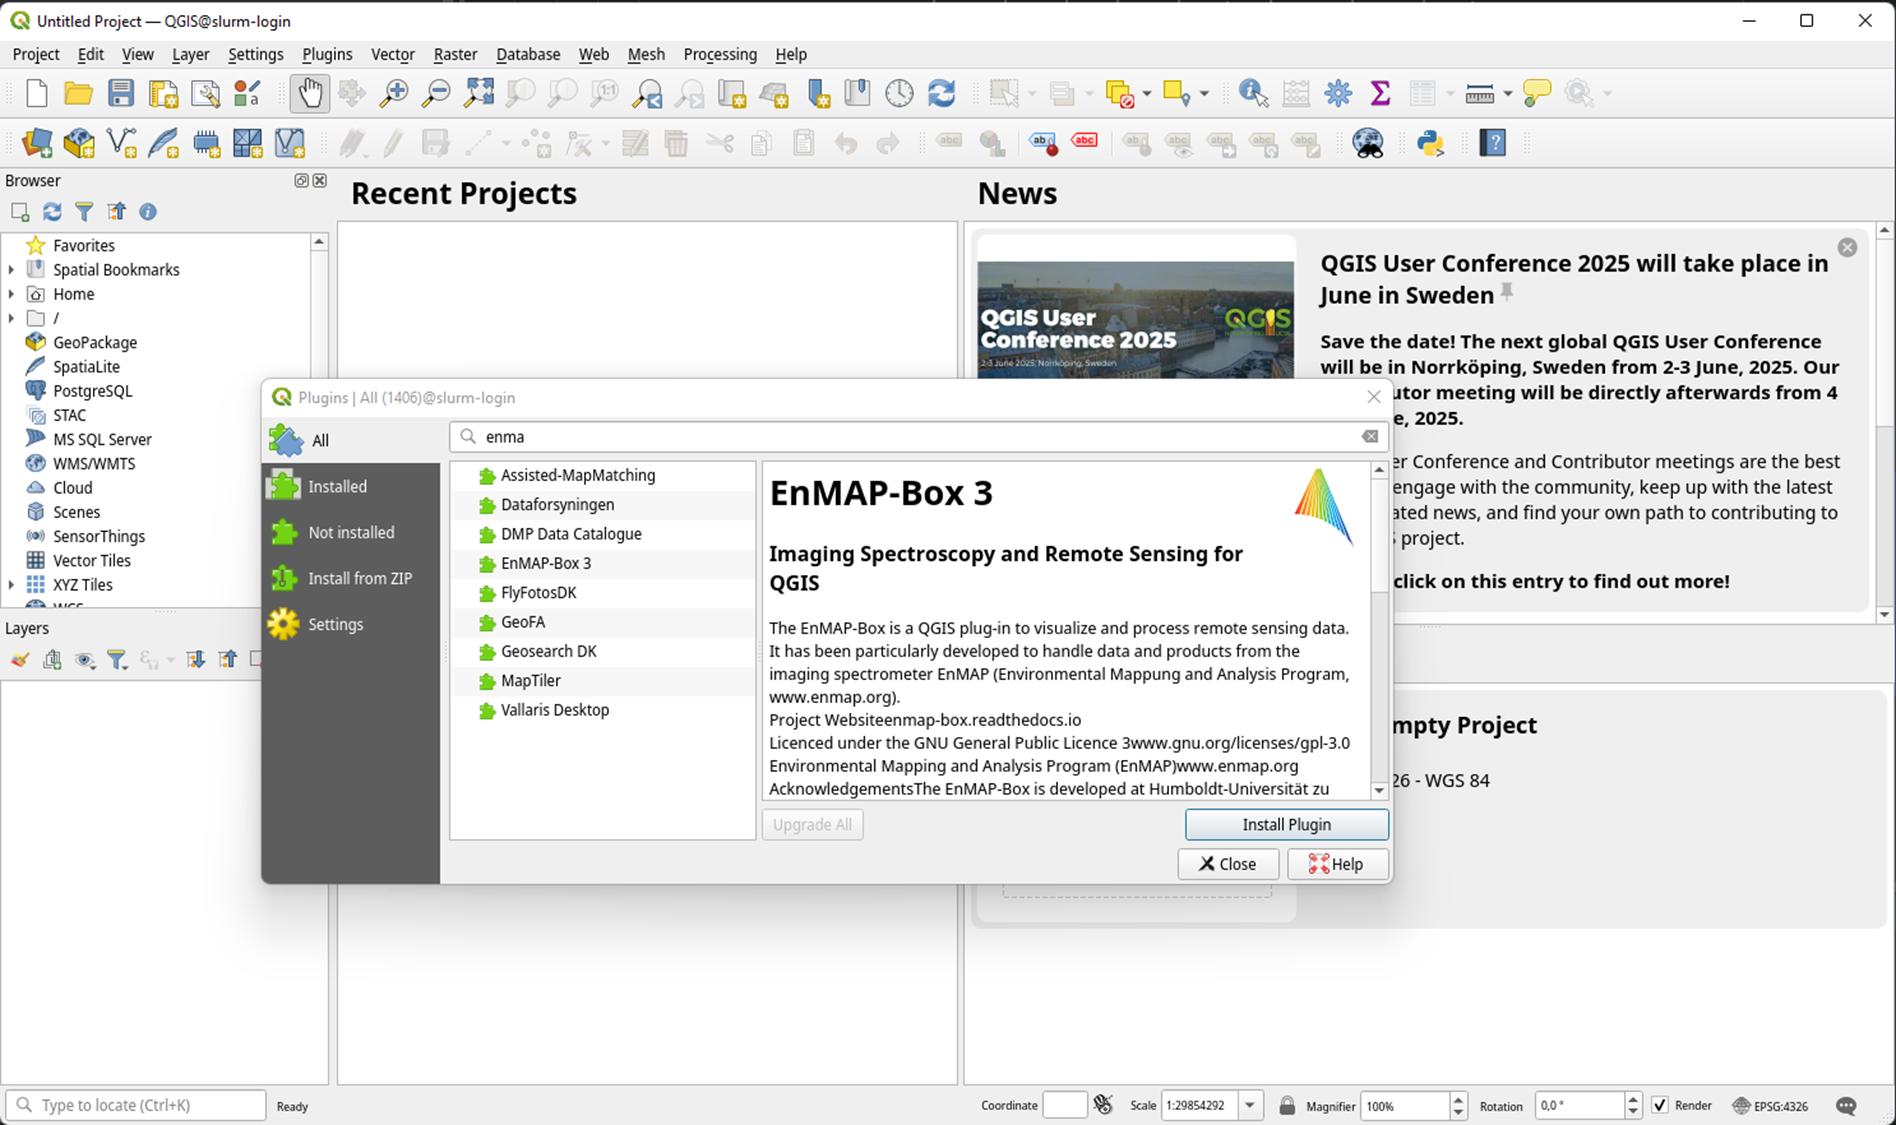 Untitled Project — QGIS@slurm-login
Project Edit View Layer Settings Plugins Vector Raster Database Web Mesh Processing Help
Browser
Favorites
Spatial Bookmarks
Home
/
GeoPackage
SpatiaLite
PostgreSQL
STAC
MS SQL Server
WMS/WMTS
Cloud
Scenes
SensorThings
Vector Tiles
XYZ Tiles
Layers
Recent Projects
News
QGIS User
Conference 2025
2-3 June 2025, Norrköping, Sweden
QGIS
QGIS User Conference 2025 will take place in
June in Sweden
Save the date! The next global QGIS User Conference
will be in Norrköping, Sweden from 2-3 June, 2025. Our
utor meeting will be directly afterwards from 4
e, 2025.
er Conference and Contributor meetings are the best
engage with the community, keep up with the latest
ated news, and find your own path to contributing to
project.
click on this entry to find out more!
mpty Project
26 - WGS 84
Plugins | All (1406)@slurm-login
All
Installed
Not installed
Install from ZIP
Settings
enma
Assisted-MapMatching
Dataforsyningen
DMP Data Catalogue
EnMAP-Box 3
FlyFotosDK
GeoFA
Geosearch DK
MapTiler
Vallaris Desktop
EnMAP-Box 3
Imaging Spectroscopy and Remote Sensing for
QGIS
The EnMAP-Box is a QGIS plug-in to visualize and process remote sensing data.
It has been particularly developed to handle data and products from the
imaging spectrometer EnMAP (Environmental Mappung and Analysis Program,
www.enmap.org).
Project Websiteenmap-box.readthedocs.io
Licenced under the GNU General Public Licence 3www.gnu.org/licenses/gpl-3.0
Environmental Mapping and Analysis Program (EnMAP)www.enmap.org
AcknowledgementsThe EnMAP-Box is developed at Humboldt-Universität zu
Upgrade All
Install Plugin
Close
Help
Type to locate (Ctrl+K)
Ready
Coordinate
Scale 1:29854292
Magnifier 100%
Rotation 0,0 °
Render
EPSG:4326